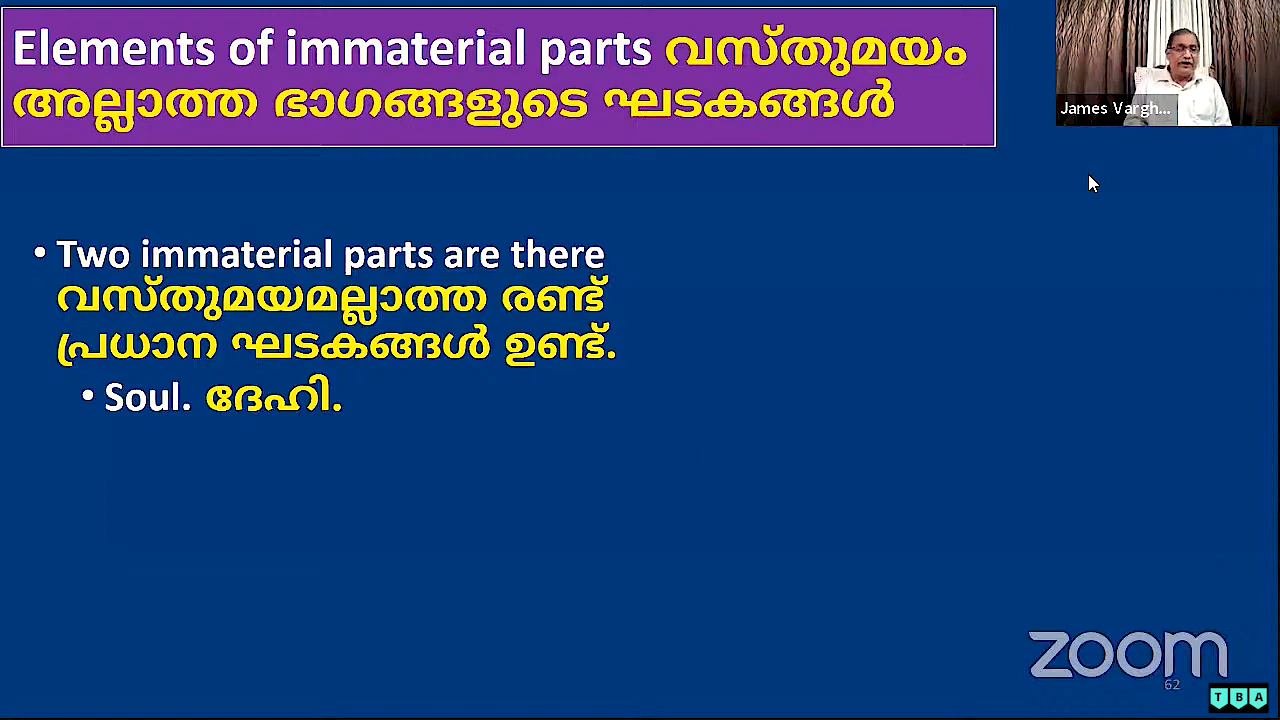 Elements of immaterial parts വസ്തുമയം
അല്ലാത്ത ഭാഗങ്ങളുടെ ഘടകങ്ങൾ
James Vargh...
• Two immaterial parts are there
വസ്തുമയമല്ലാത്ത രണ്ട്
പ്രധാന ഘടകങ്ങൾ ഉണ്ട്.
• Soul. ദേഹി.
zoom
62
TBA